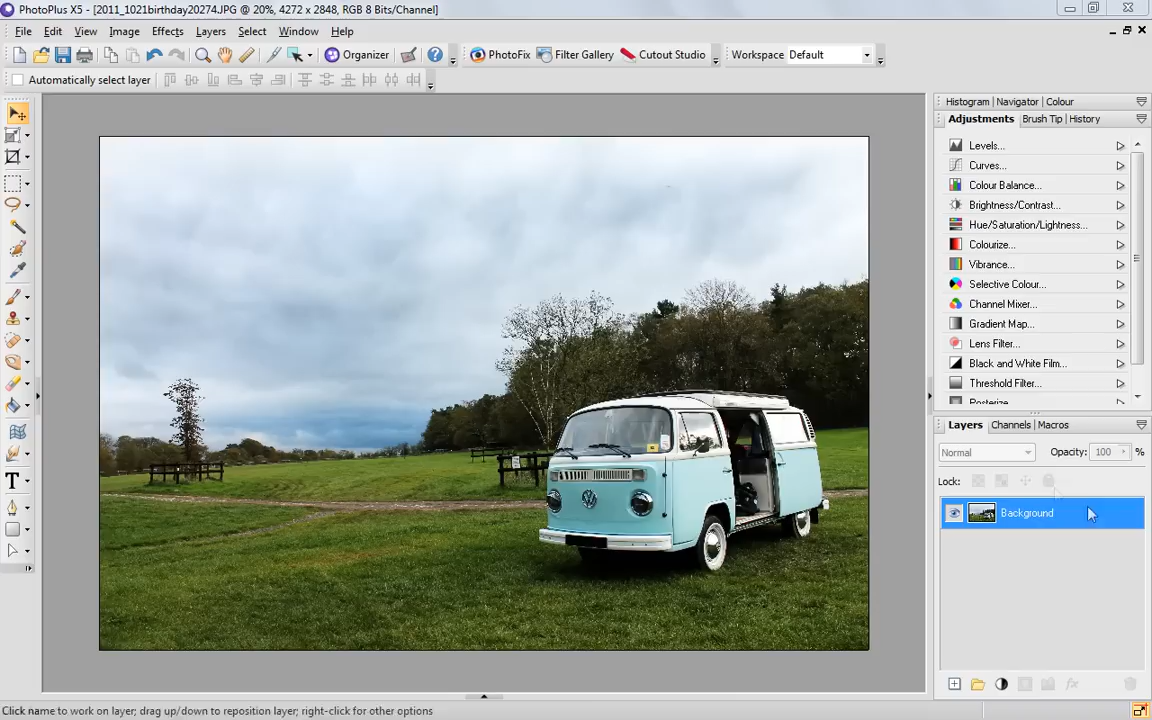 PhotoPlus X5 - [2011_1021birthday20274.JPG @ 20%, 4272 x 2848, RGB 8 Bits/Channel]
File Edit View Image Effects Layers Select Window Help
Organizer PhotoFix Filter Gallery Cutout Studio Workspace Default
Automatically select layer
Histogram Navigator Colour
Adjustments Brush Tip History
Levels...
Curves...
Colour Balance...
Brightness/Contrast...
Hue/Saturation/Lightness...
Colourize...
Vibrance...
Selective Colour...
Channel Mixer...
Gradient Map...
Lens Filter...
Black and White Film...
Threshold Filter...
Posterize...
Layers Channels Macros
Normal Opacity: 100 %
Lock:
Background
Click name to work on layer; drag up/down to reposition layer; right-click for other options